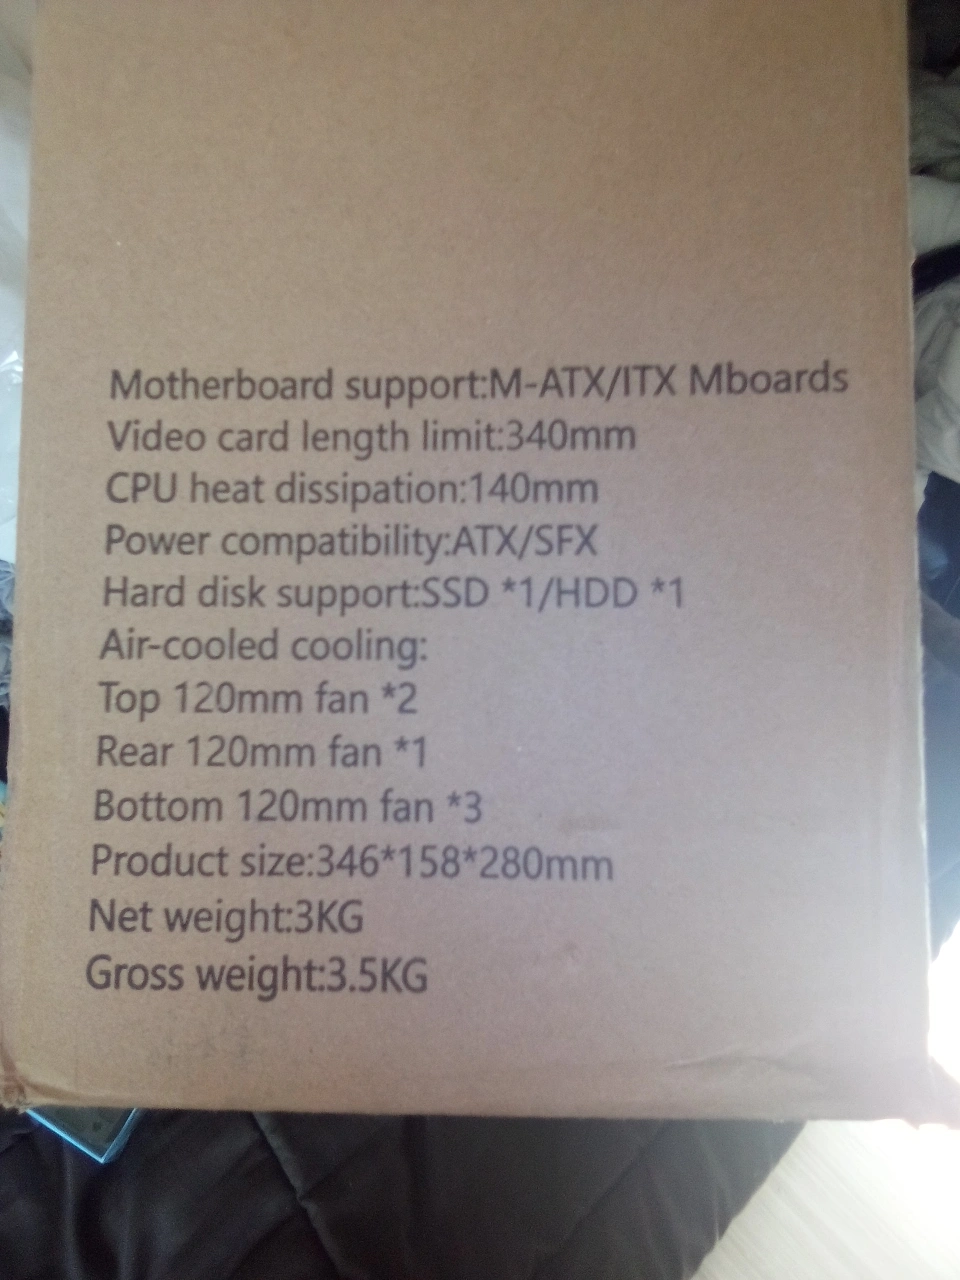 Motherboard support:M-ATX/ITX Mboards
Video card length limit:340mm
CPU heat dissipation:140mm
Power compatibility:ATX/SFX
Hard disk support:SSD *1/HDD *1
Air-cooled cooling:
Top 120mm fan *2
Rear 120mm fan *1
Bottom 120mm fan *3
Product size:346*158*280mm
Net weight:3KG
Gross weight:3.5KG